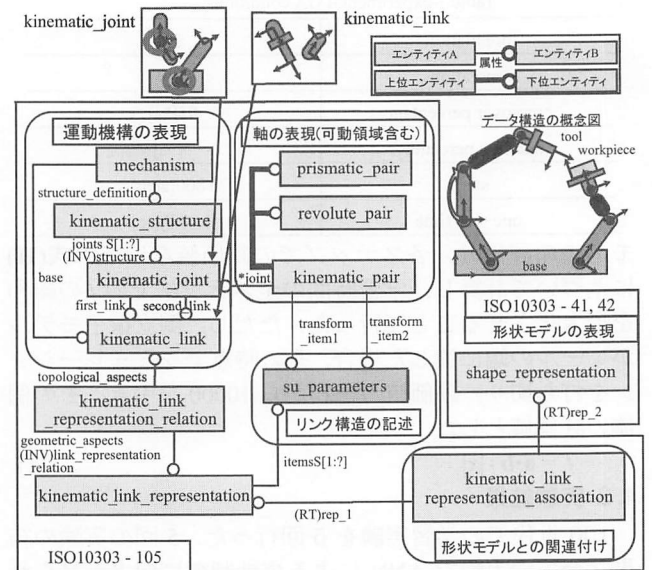 kinematic_joint
kinematic_link
エンティティA
属性
エンティティB
上位エンティティ
下位エンティティ
運動機構の表現
mechanism
structure_definition
kinematic_structure
joints S[1:?]
(INV)structure
kinematic_joint
base
first_link
second_link
kinematic_link
軸の表現(可動領域含む)
prismatic_pair
revolute_pair
*joint
kinematic_pair
transform
_item1
transform
_item2
su_parameters
リンク構造の記述
データ構造の概念図
tool
workpiece
base
ISO10303 - 41, 42
形状モデルの表現
shape_representation
(RT)rep_2
topological_aspects
kinematic_link
_representation_relation
geometric_aspects
(INV)link_representation
_relation
itemsS[1:?]
kinematic_link_representation
(RT)rep_1
kinematic_link_
representation_association
形状モデルとの関連付け
ISO10303 - 105